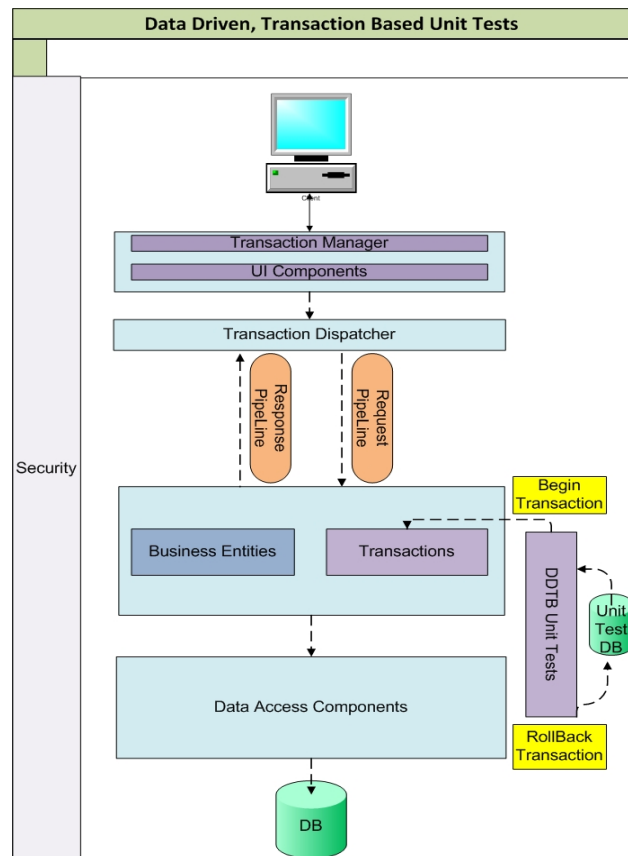 Data Driven, Transaction Based Unit Tests
Client
Transaction Manager
UI Components
Transaction Dispatcher
Response
PipeLine
Request
PipeLine
Security
Begin
Transaction
Business Entities
Transactions
DDTB Unit Tests
Unit
Test
DB
Data Access Components
RollBack
Transaction
DB